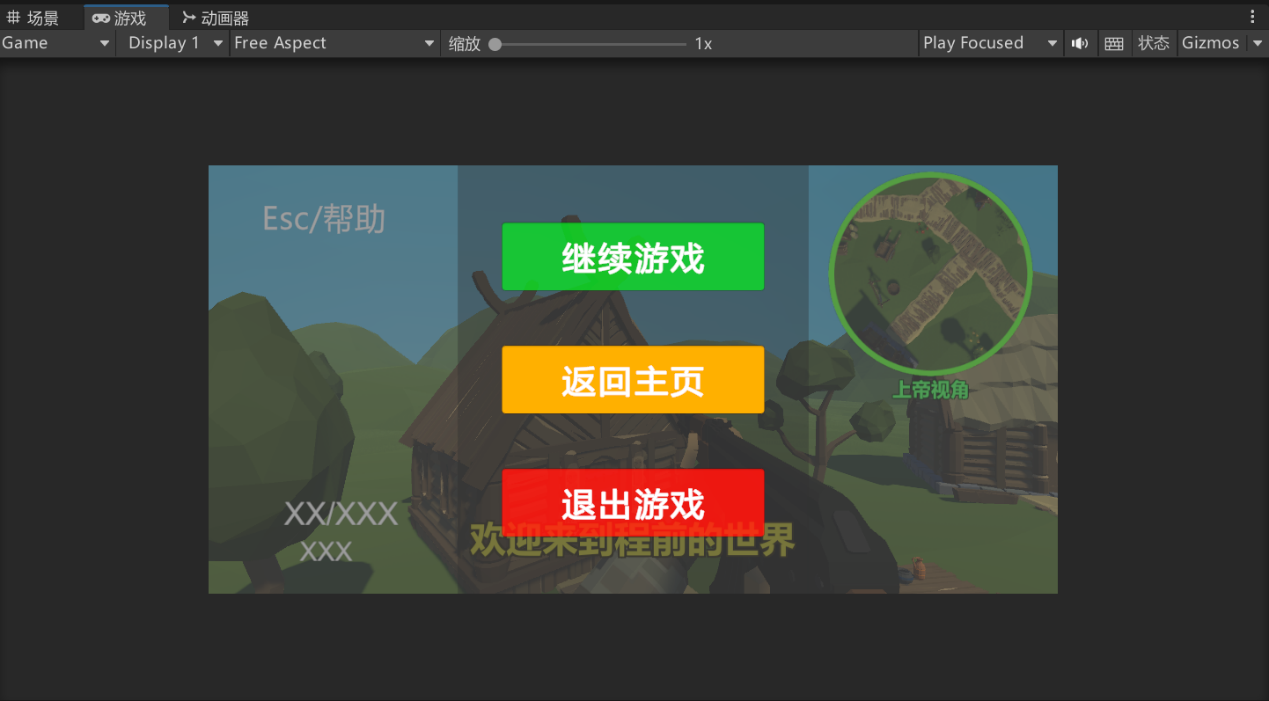 场景 游戏 动画器
Game Display 1 Free Aspect 缩放 1x Play Focused 状态 Gizmos
Esc/帮助
继续游戏
返回主页
上帝视角
退出游戏
XX/XXX
欢迎来到程前的世界
XXX